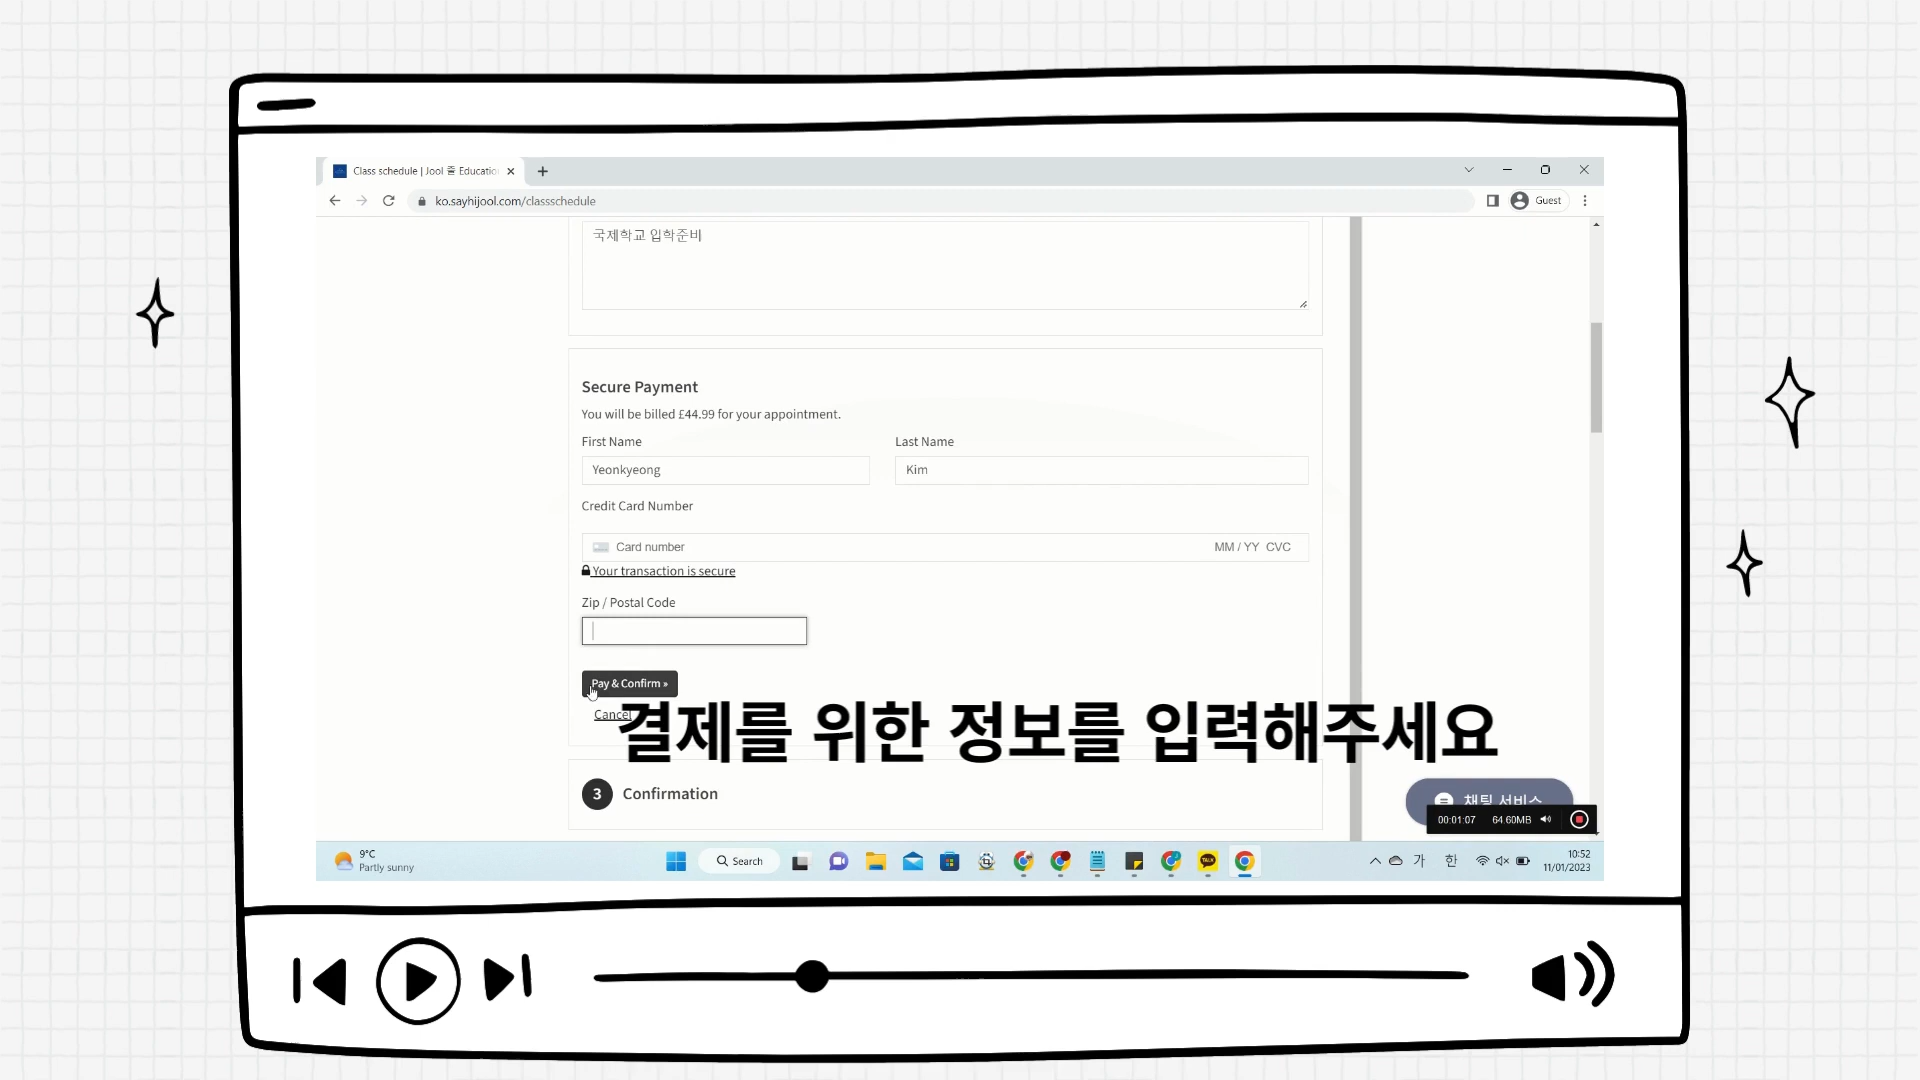 Class schedule | Jool 줄 Educatio
ko.sayhijool.com/classschedule
Guest
국제학교 입학준비
Secure Payment
You will be billed £44.99 for your appointment.
First Name
Last Name
Yeonkyeong
Kim
Credit Card Number
Card number
MM / YY CVC
Your transaction is secure
Zip / Postal Code
Pay & Confirm »
Cancel
결제를 위한 정보를 입력해주세요
3 Confirmation
채팅 서비스
00:01:07 64.60MB
9°C
Partly sunny
Search
TALK
가 한
10:52
11/01/2023